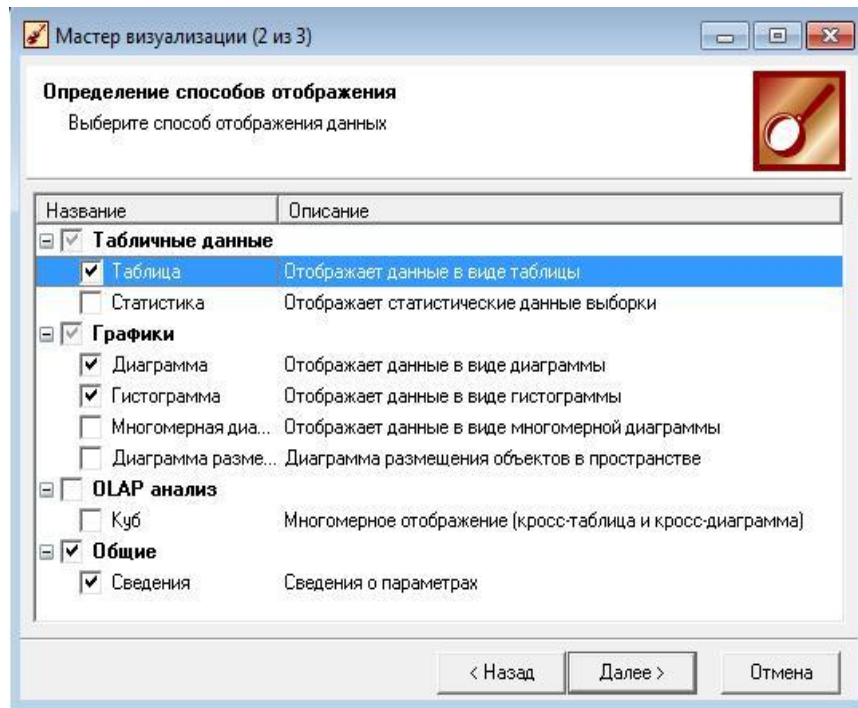 Мастер визуализации (2 из 3)
Определение способов отображения
Выберите способ отображения данных
Название Описание
Табличные данные
Таблица Отображает данные в виде таблицы
Статистика Отображает статистические данные выборки
Графики
Диаграмма Отображает данные в виде диаграммы
Гистограмма Отображает данные в виде гистограммы
Многомерная диа... Отображает данные в виде многомерной диаграммы
Диаграмма разме... Диаграмма размещения объектов в пространстве
OLAP анализ
Куб Многомерное отображение (кросс-таблица и кросс-диаграмма)
Общие
Сведения Сведения о параметрах
< Назад Далее > Отмена